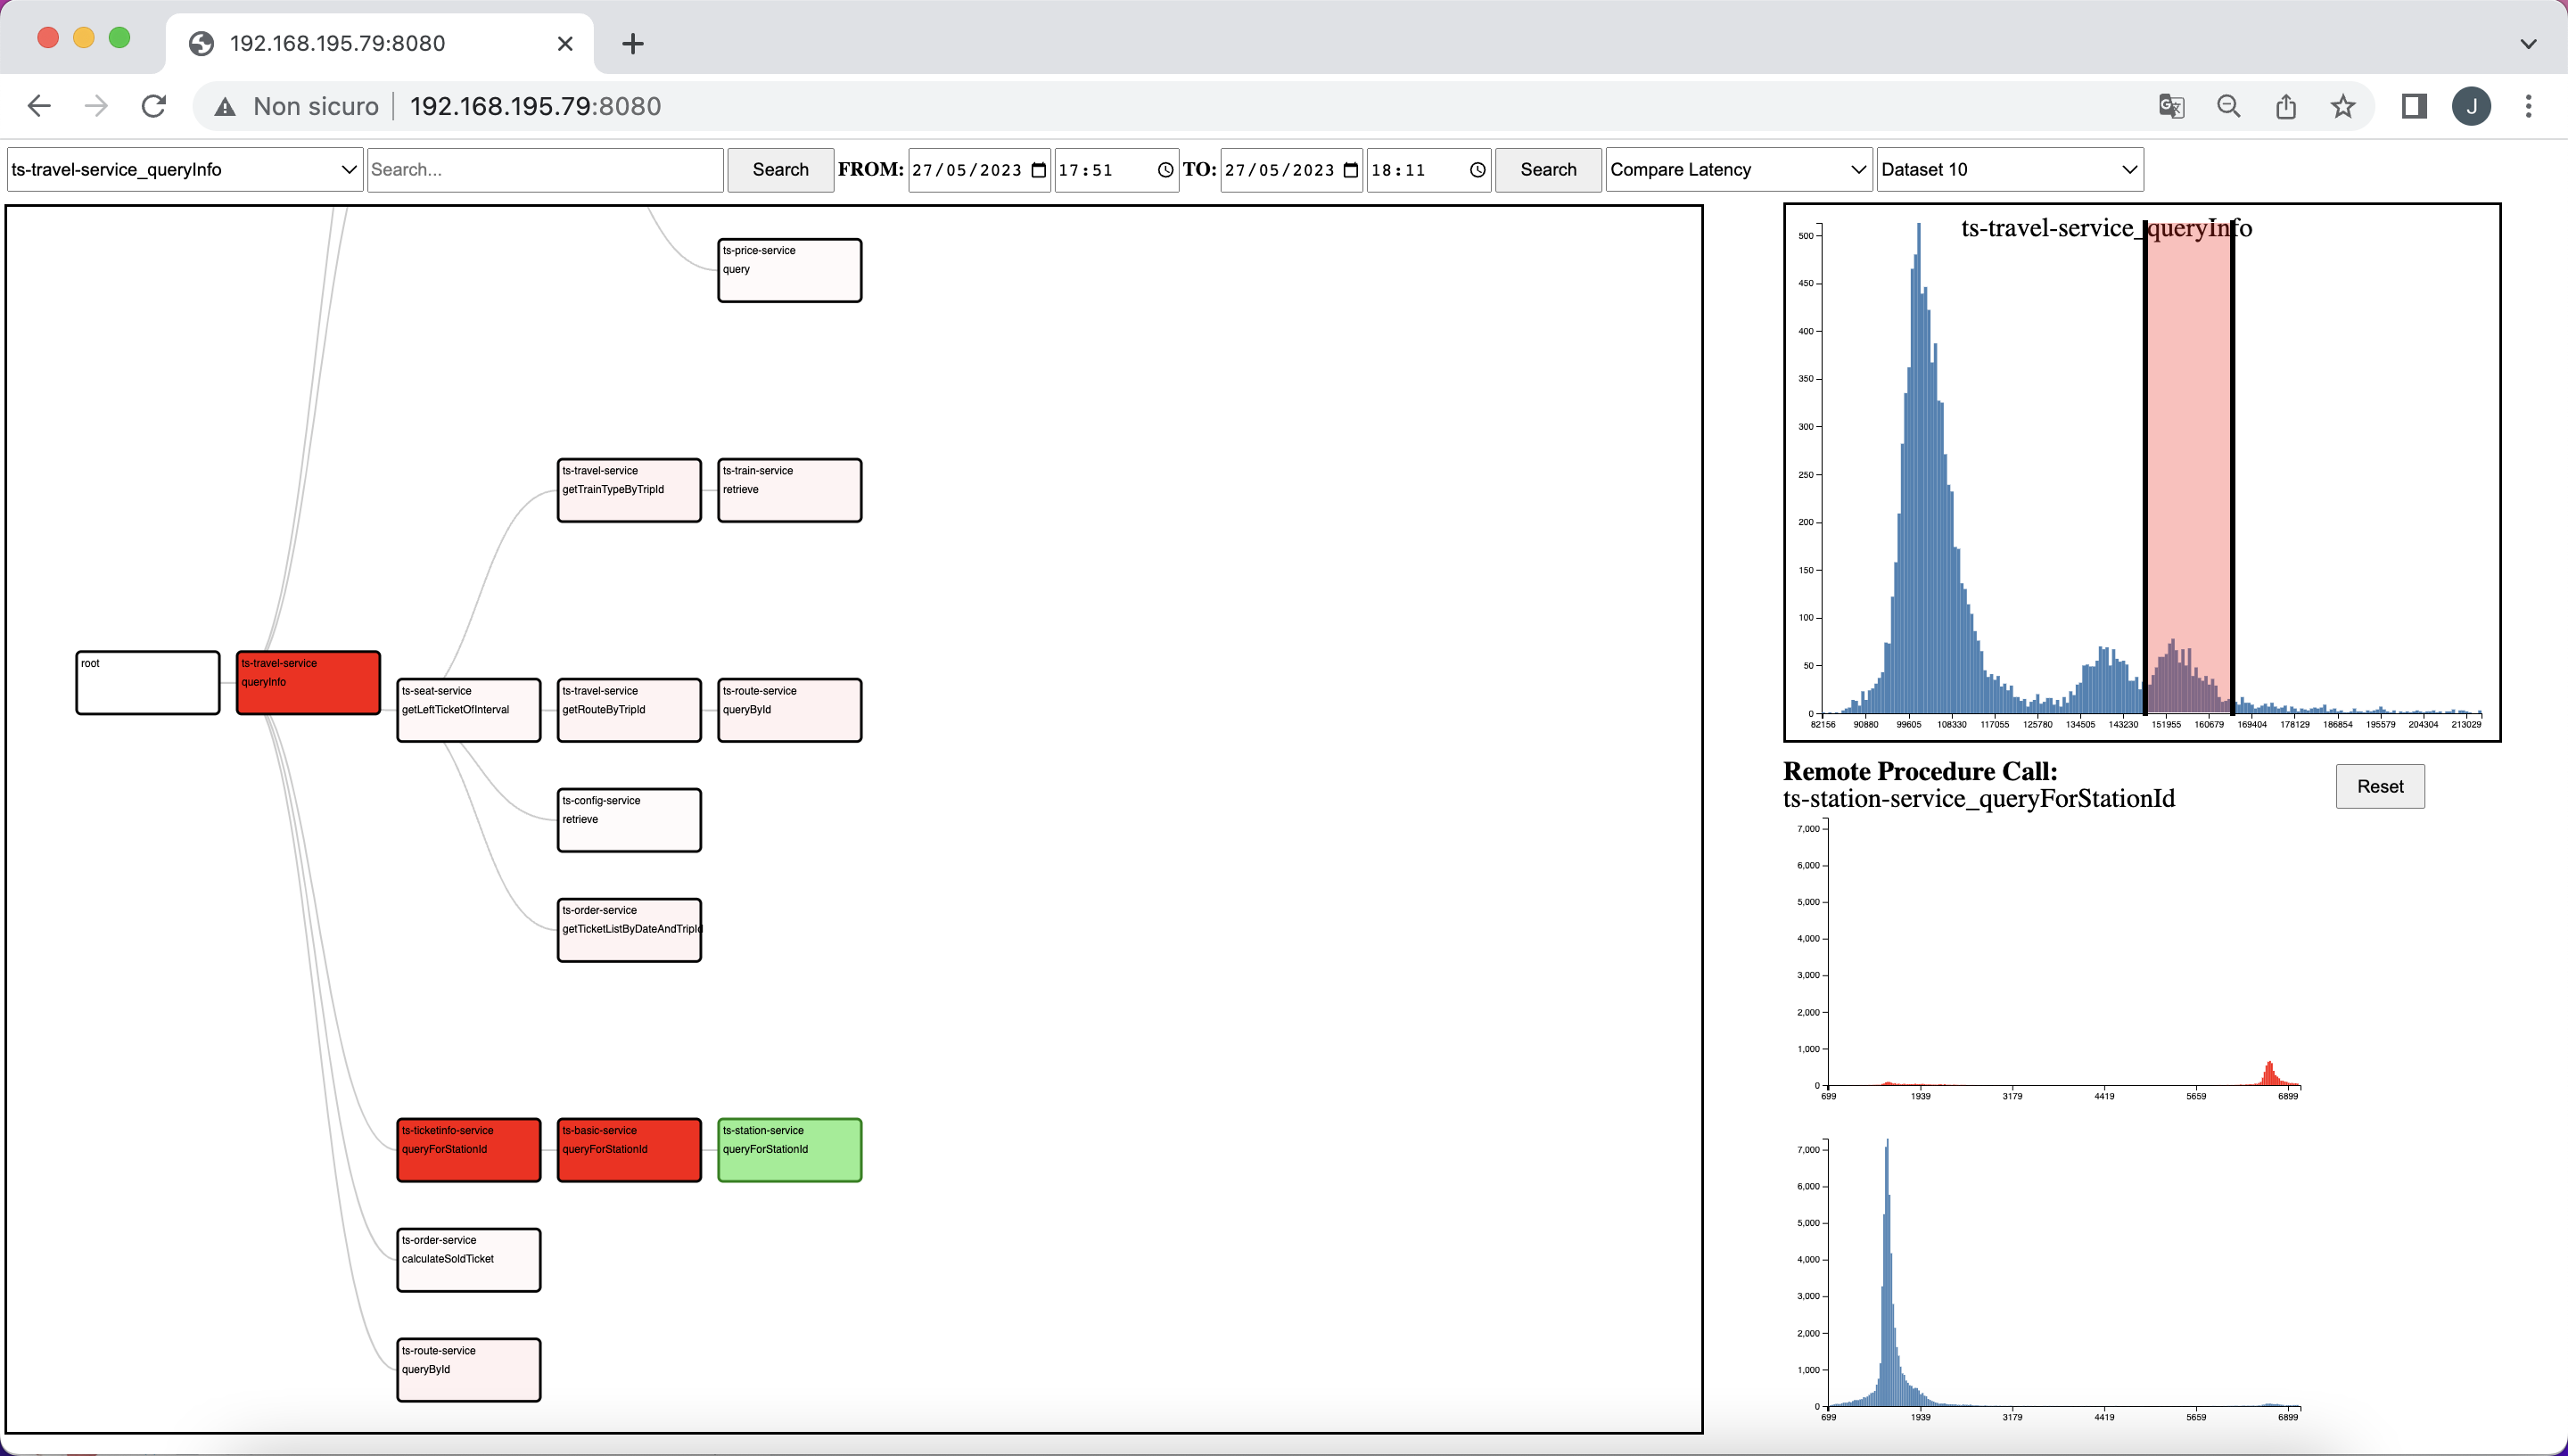 192.168.195.79:8080
Non sicuro 192.168.195.79:8080
J
ts-travel-service_queryInfo Search... Search FROM: 27/05/2023 17:51 TO: 27/05/2023 18:11 Search Compare Latency Dataset 10
ts-price-service
query
ts-travel-service
getTrainTypeByTripId
ts-train-service
retrieve
root
ts-travel-service
queryInfo
ts-seat-service
getLeftTicketOfInterval
ts-travel-service
getRouteByTripId
ts-route-service
queryById
ts-config-service
retrieve
ts-order-service
getTicketListByDateAndTripId
ts-ticketinfo-service
queryForStationId
ts-basic-service
queryForStationId
ts-station-service
queryForStationId
ts-order-service
calculateSoldTicket
ts-route-service
queryById
ts-travel-service_queryInfo
500
450
400
350
300
250
200
150
100
50
0
82156 90880 99605 108330 117055 125780 134505 143230 151955 160679 169404 178129 186854 195579 204304 213029
Remote Procedure Call:
ts-station-service_queryForStationId
Reset
7,000
6,000
5,000
4,000
3,000
2,000
1,000
0
699 1939 3179 4419 5659 6899
7,000
6,000
5,000
4,000
3,000
2,000
1,000
0
699 1939 3179 4419 5659 6899